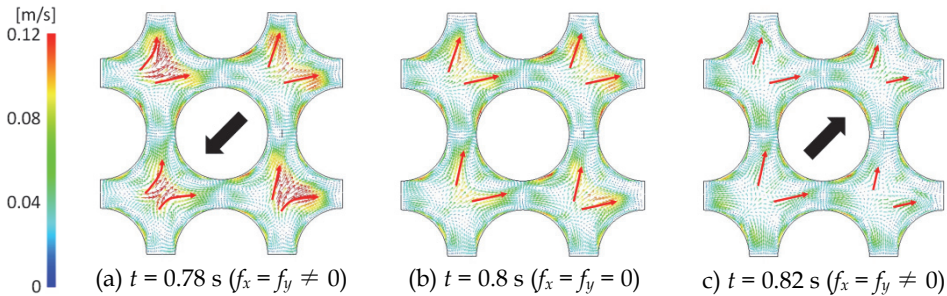 [m/s]
0.12
0.08
0.04
0
(a) t = 0.78 s (fx = fy ≠ 0)
(b) t = 0.8 s (fx = fy = 0)
c) t = 0.82 s (fx = fy ≠ 0)